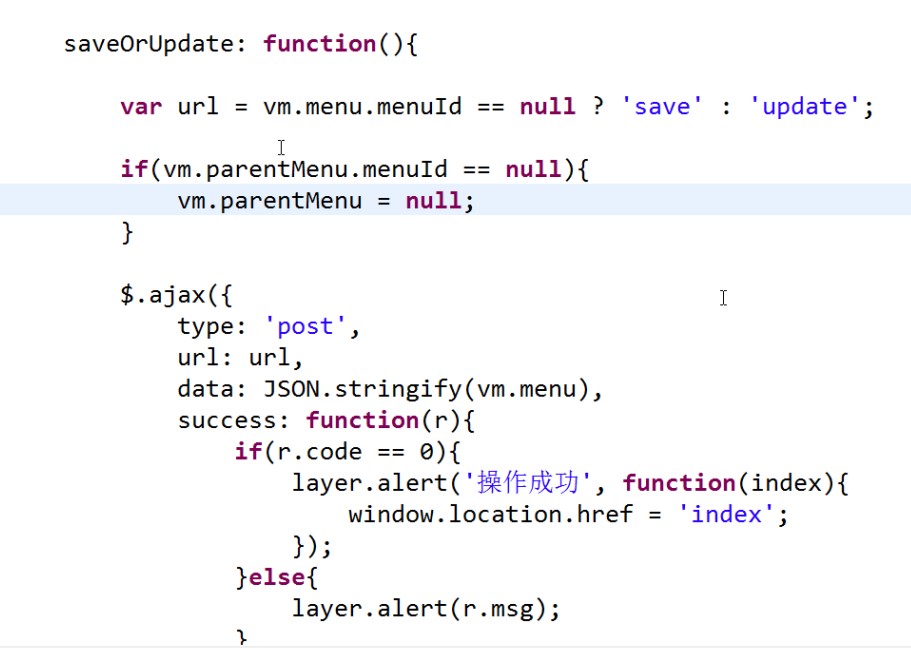 saveOrUpdate: function(){
var url = vm.menu.menuId == null ? 'save' : 'update';
if(vm.parentMenu.menuId == null){
vm.parentMenu = null;
}
$.ajax({
type: 'post',
url: url,
data: JSON.stringify(vm.menu),
success: function(r){
if(r.code == 0){
layer.alert('操作成功', function(index){
window.location.href = 'index';
});
}else{
layer.alert(r.msg);
}